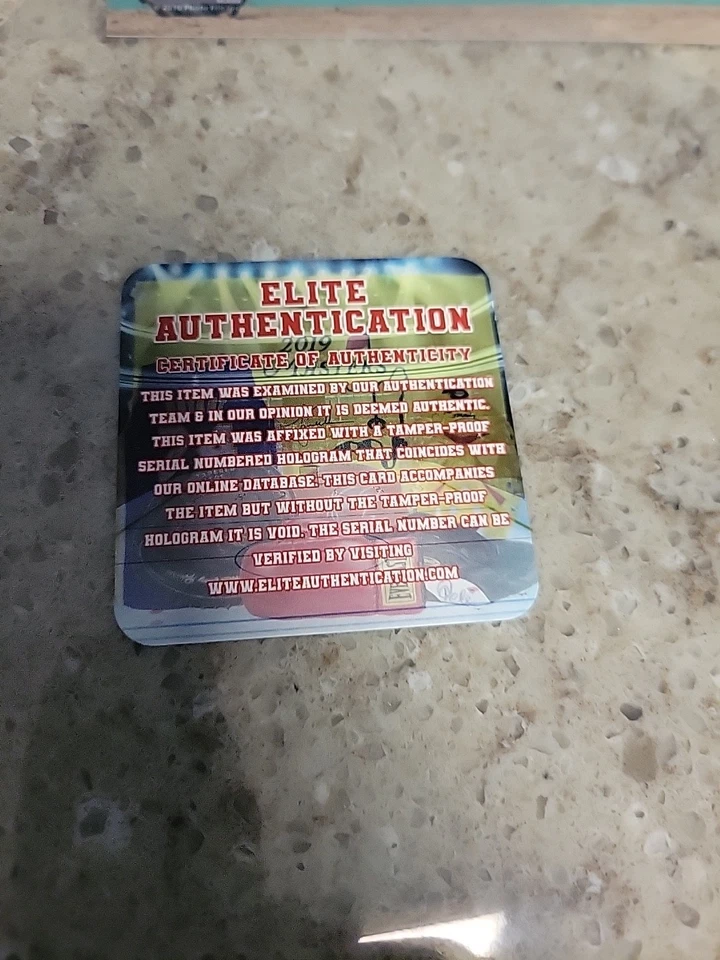 ELITE
AUTHENTICATION
2019
CERTIFICATE OF AUTHENTICITY
THIS ITEM WAS EXAMINED BY OUR AUTHENTICATION
TEAM & IN OUR OPINION IT IS DEEMED AUTHENTIC.
THIS ITEM WAS AFFIXED WITH A TAMPER-PROOF
SERIAL NUMBERED HOLOGRAM THAT COINCIDES WITH
OUR ONLINE DATABASE. THIS CARD ACCOMPANIES
THE ITEM BUT WITHOUT THE TAMPER-PROOF
HOLOGRAM IT IS VOID. THE SERIAL NUMBER CAN BE
VERIFIED BY VISITING
WWW.ELITEAUTHENTICATION.COM